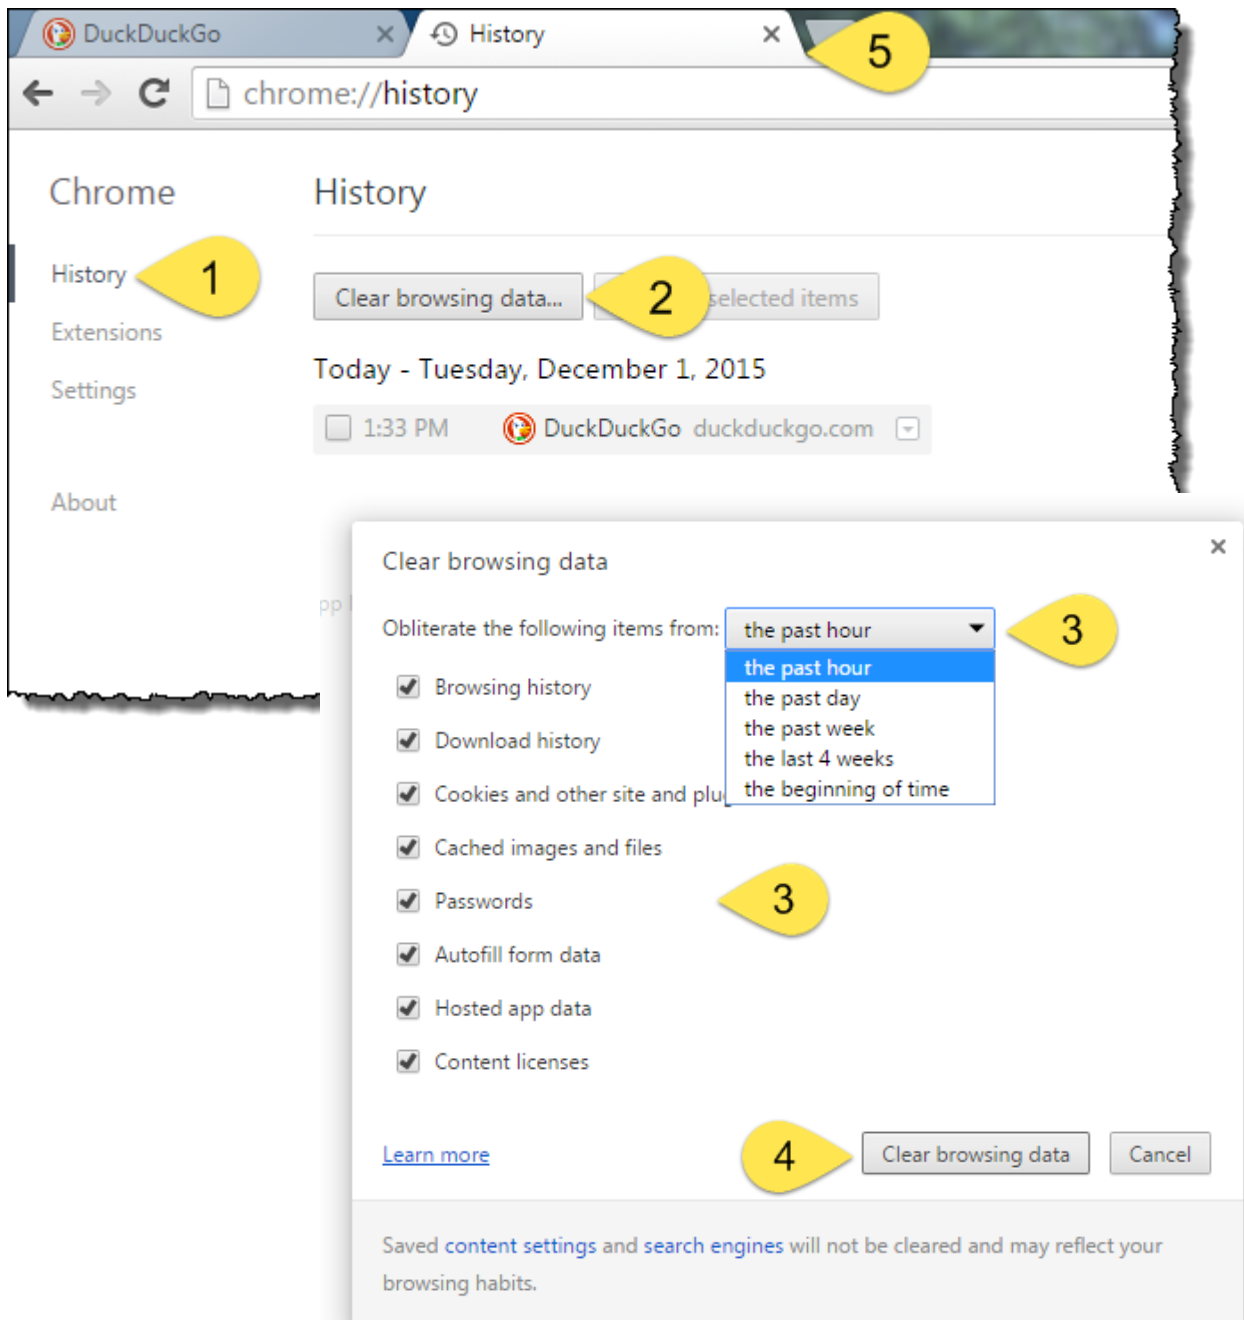 DuckDuckGo
History
5
chrome://history
Chrome
History
History
1
Clear browsing data...
2
selected items
Extensions
Today - Tuesday, December 1, 2015
Settings
1:33 PM DuckDuckGo duckduckgo.com
About
Clear browsing data
Obliterate the following items from: the past hour
3
the past hour
Browsing history
the past day
the past week
Download history
the last 4 weeks
the beginning of time
Cookies and other site and
Cached images and files
Passwords
3
Autofill form data
Hosted app data
Content licenses
Learn more
4
Clear browsing data
Cancel
Saved content settings and search engines will not be cleared and may reflect your
browsing habits.